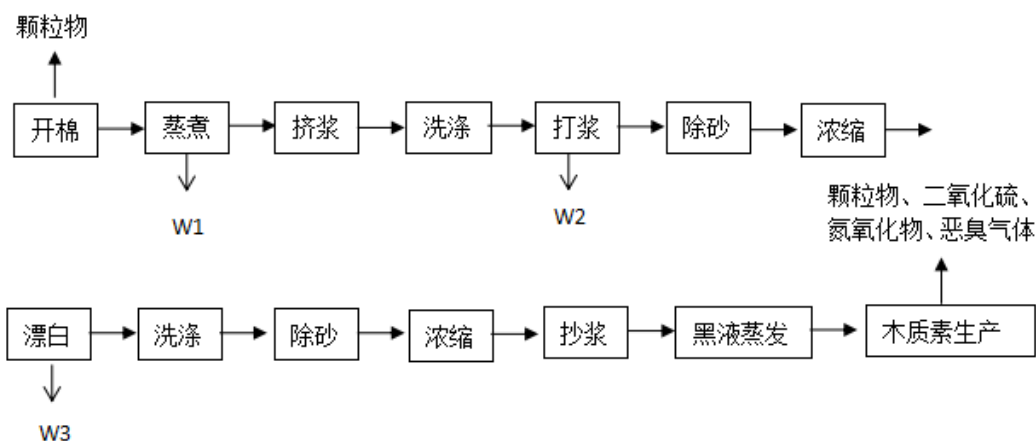 颗粒物
开棉
蒸煮
挤浆
洗涤
打浆
除砂
浓缩
W1
W2
颗粒物、二氧化硫、
氮氧化物、恶臭气体
漂白
洗涤
除砂
浓缩
抄浆
黑液蒸发
木质素生产
W3